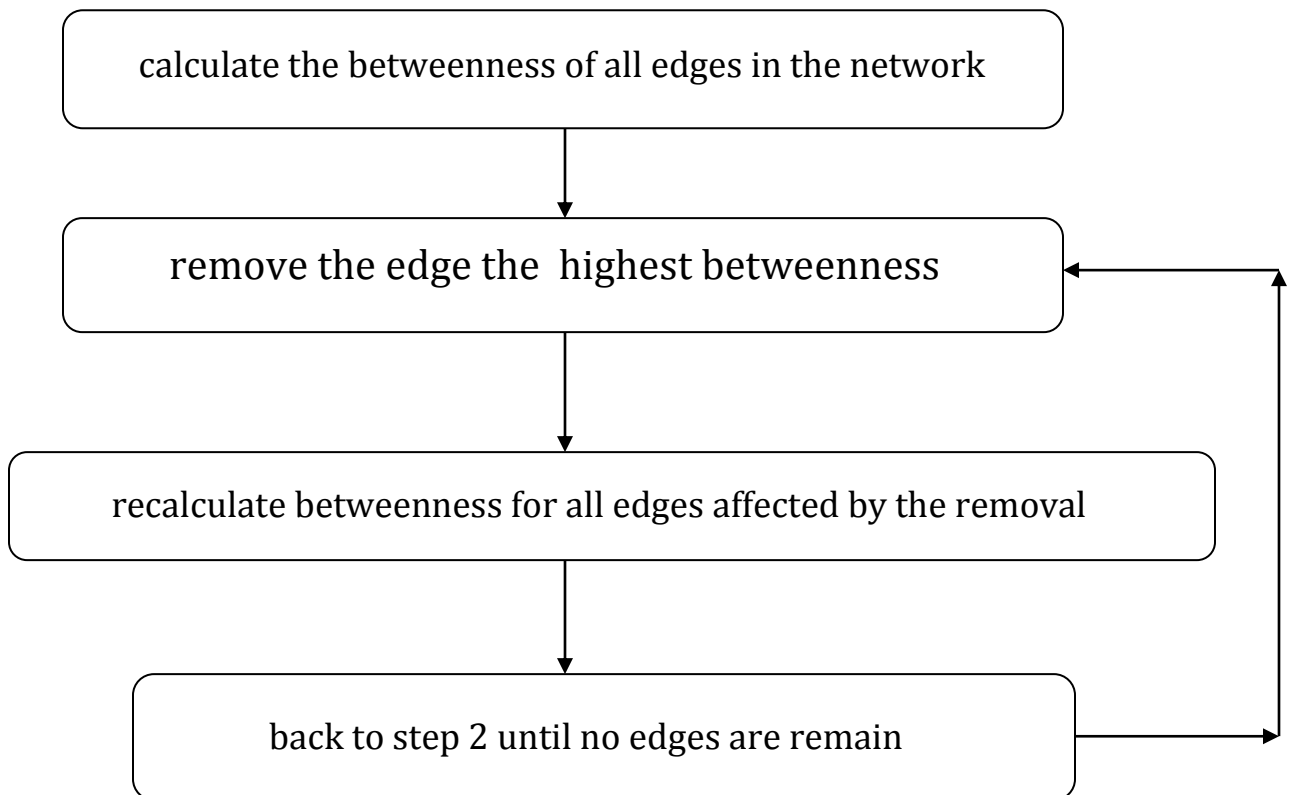 calculate the betweenness of all edges in the network
remove the edge the  highest betweenness
recalculate betweenness for all edges affected by the removal
back to step 2 until no edges are remain